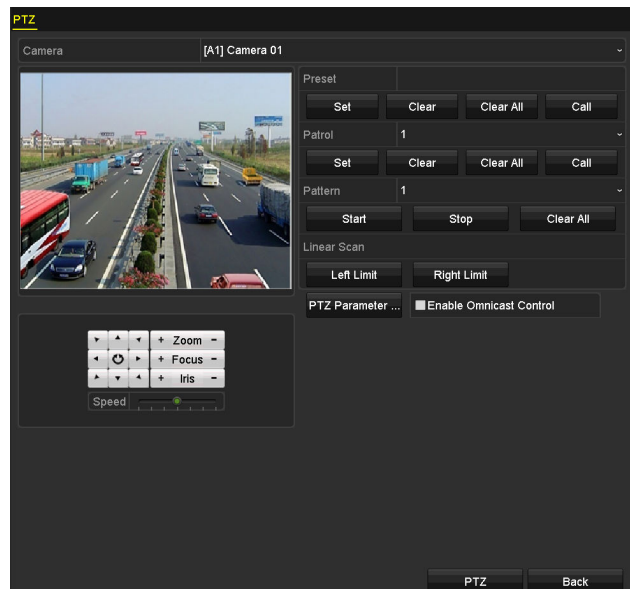 PTZ
Camera [A1] Camera 01
Preset
Set Clear Clear All Call
Patrol 1
Set Clear Clear All Call
Pattern 1
Start Stop Clear All
Linear Scan
Left Limit Right Limit
PTZ Parameter ... Enable Omnicast Control
+ Zoom -
+ Focus -
+ Iris -
Speed
PTZ Back